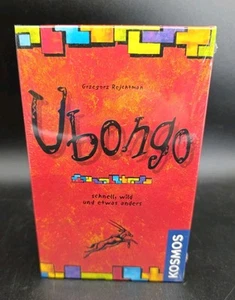 Grzegorz Rejchtman
Ubongo
schnell, wild
und etwas anders
KOSMOS